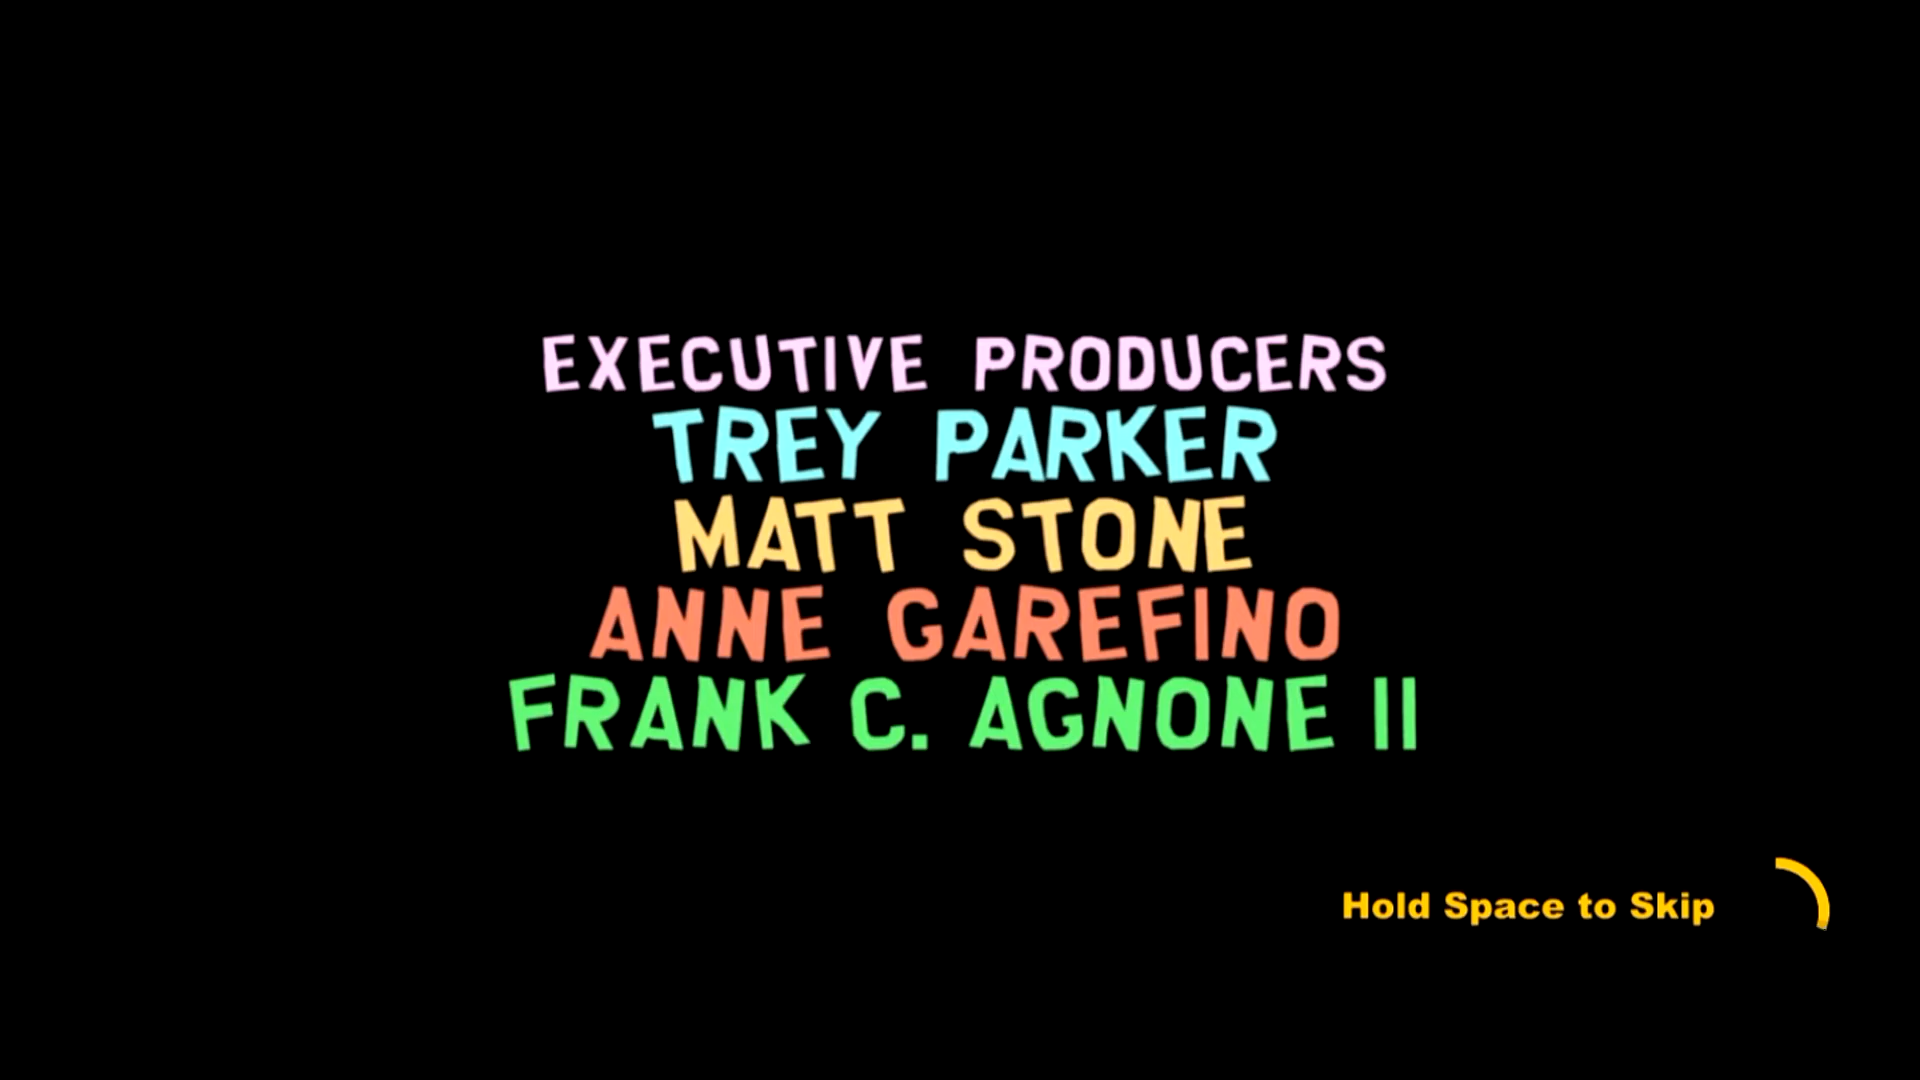 EXECUTIVE PRODUCERS
TREY PARKER
MATT STONE
ANNE GAREFINO
FRANK C. AGNONE II
Hold Space to Skip